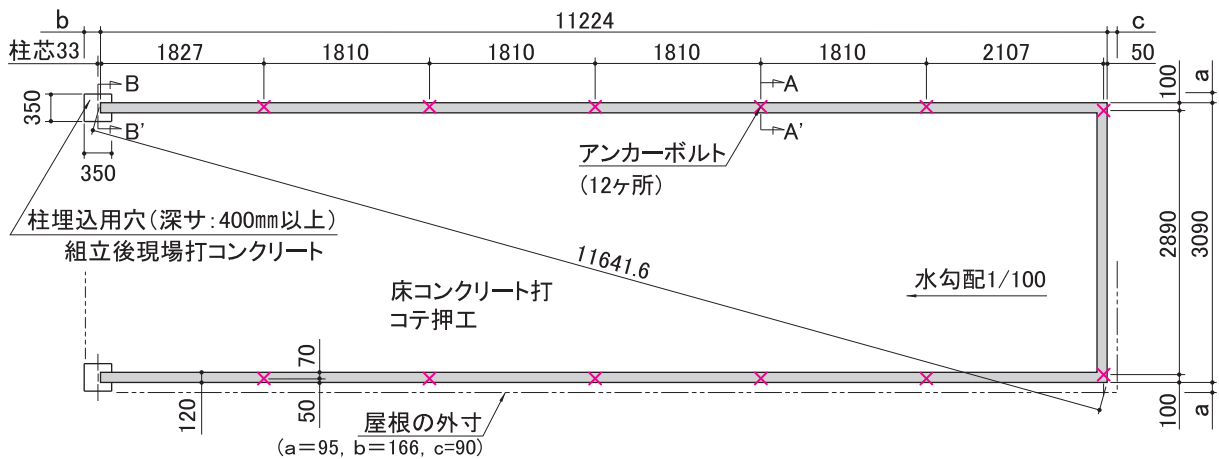 b
11224
c
柱芯33
1827
1810
1810
1810
1810
2107
50
100
a
B
A
350
B'
A'
350
アンカーボルト
(12ヶ所)
柱埋込用穴(深サ:400mm以上)
組立後現場打コンクリート
11641.6
2890
3090
床コンクリート打
コテ押工
水勾配1/100
70
120
50
屋根の外寸
(a=95, b=166, c=90)
100
a